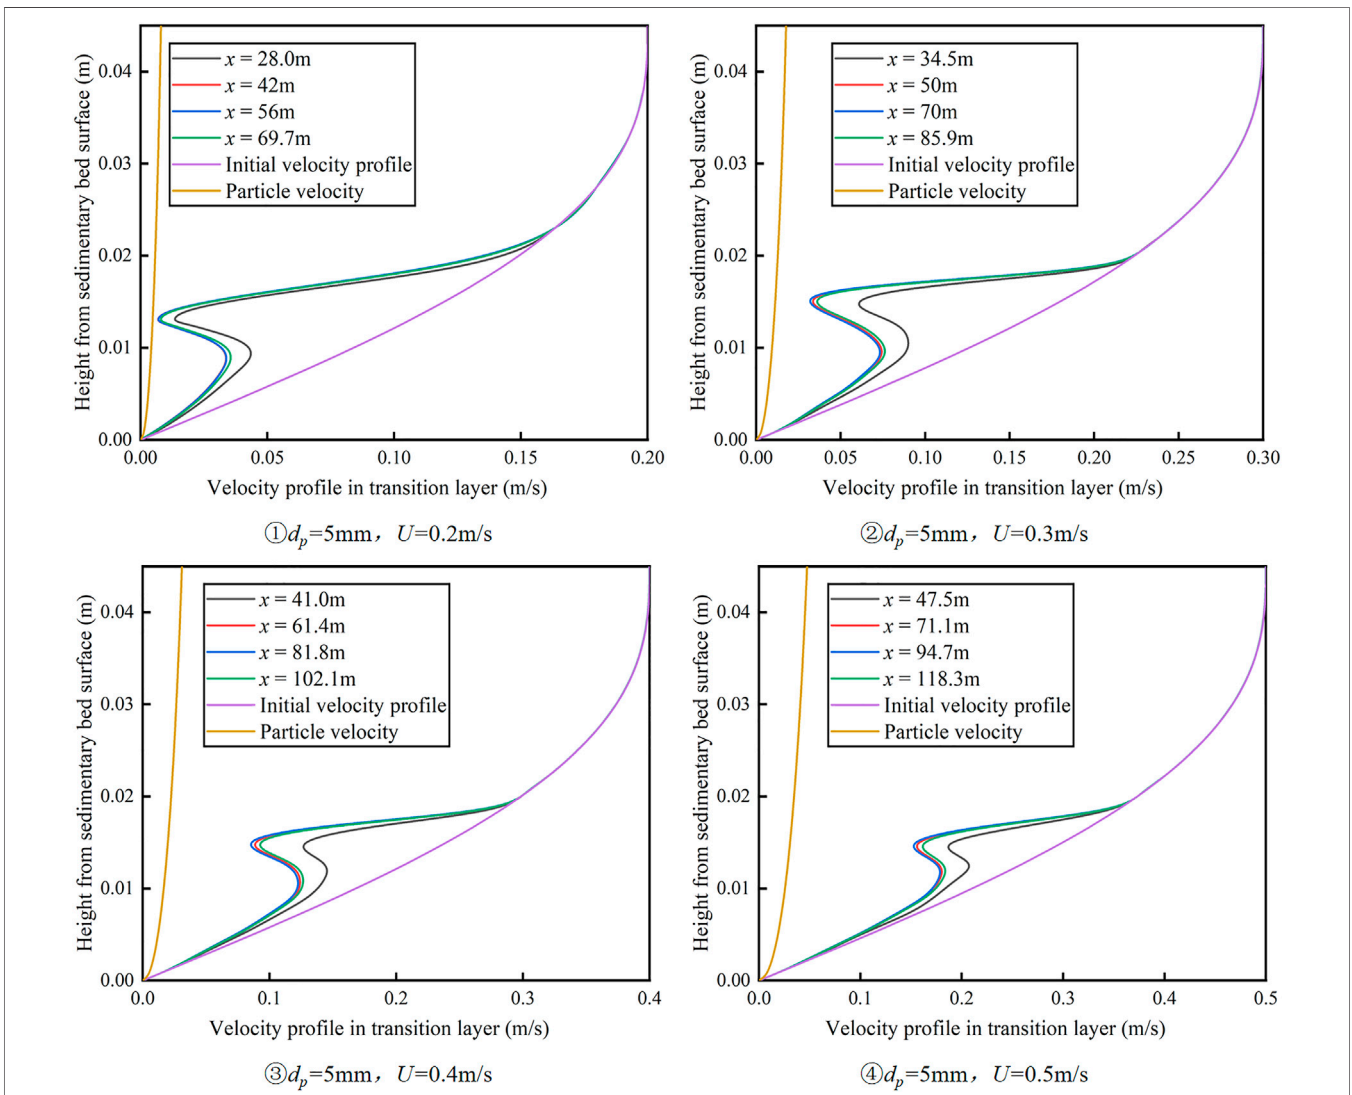 Height from sedimentary bed surface (m)
0.04
0.03
0.02
0.01
0.00
x = 28.0m
x = 42m
x = 56m
x = 69.7m
Initial velocity profile
Particle velocity
0.00 0.05 0.10 0.15 0.20
Velocity profile in transition layer (m/s)
①dp=5mm，U=0.2m/s
Height from sedimentary bed surface (m)
0.04
0.03
0.02
0.01
0.00
x = 34.5m
x = 50m
x = 70m
x = 85.9m
Initial velocity profile
Particle velocity
0.00 0.05 0.10 0.15 0.20 0.25 0.30
Velocity profile in transition layer (m/s)
②dp=5mm，U=0.3m/s
Height from sedimentary bed surface (m)
0.04
0.03
0.02
0.01
0.00
x = 41.0m
x = 61.4m
x = 81.8m
x = 102.1m
Initial velocity profile
Particle velocity
0.0 0.1 0.2 0.3 0.4
Velocity profile in transition layer (m/s)
③dp=5mm，U=0.4m/s
Height from sedimentary bed surface (m)
0.04
0.03
0.02
0.01
0.00
x = 47.5m
x = 71.1m
x = 94.7m
x = 118.3m
Initial velocity profile
Particle velocity
0.0 0.1 0.2 0.3 0.4 0.5
Velocity profile in transition layer (m/s)
④dp=5mm，U=0.5m/s